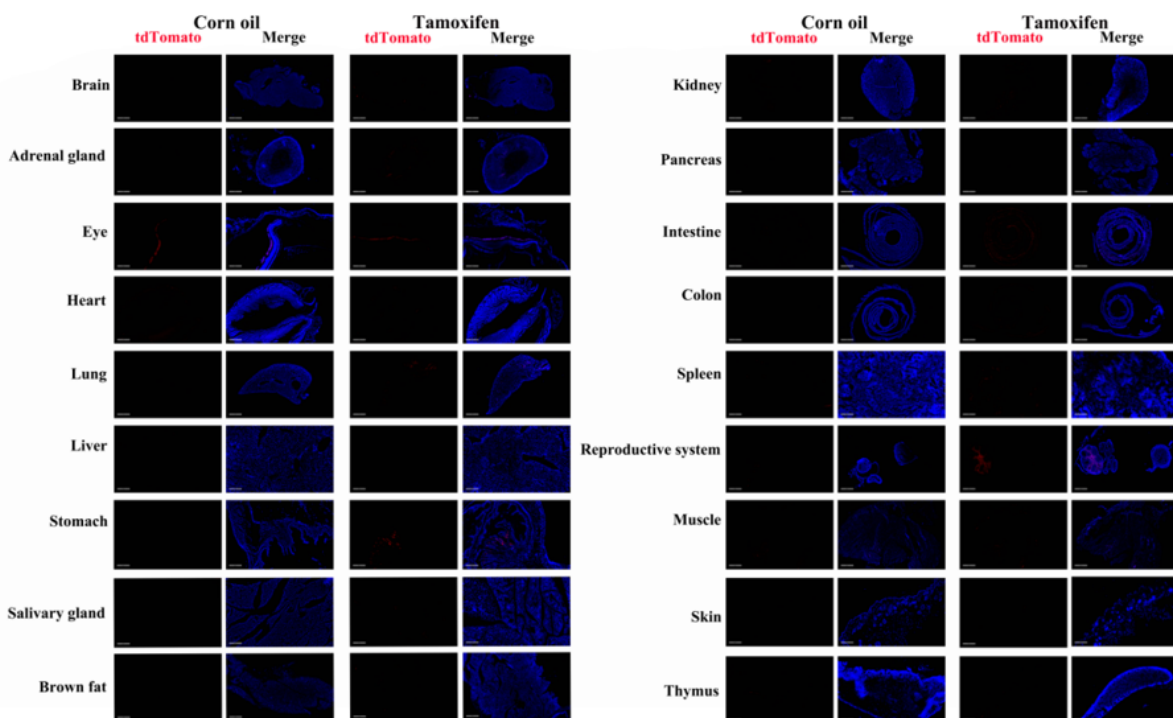 Corn oil Tamoxifen
tdTomato Merge tdTomato Merge
Brain
Adrenal gland
Eye
Heart
Lung
Liver
Stomach
Salivary gland
Brown fat
Corn oil Tamoxifen
tdTomato Merge tdTomato Merge
Kidney
Pancreas
Intestine
Colon
Spleen
Reproductive system
Muscle
Skin
Thymus